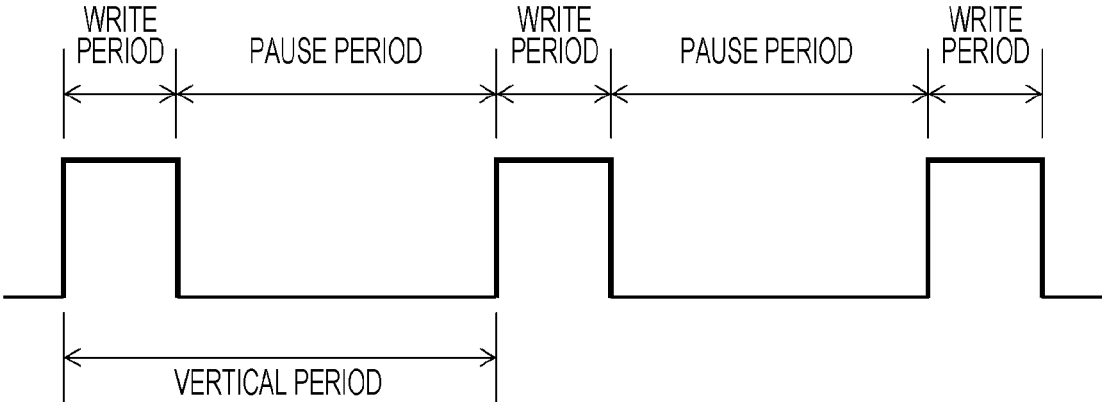 WRITE
PERIOD
PAUSE PERIOD
WRITE
PERIOD
PAUSE PERIOD
WRITE
PERIOD
VERTICAL PERIOD